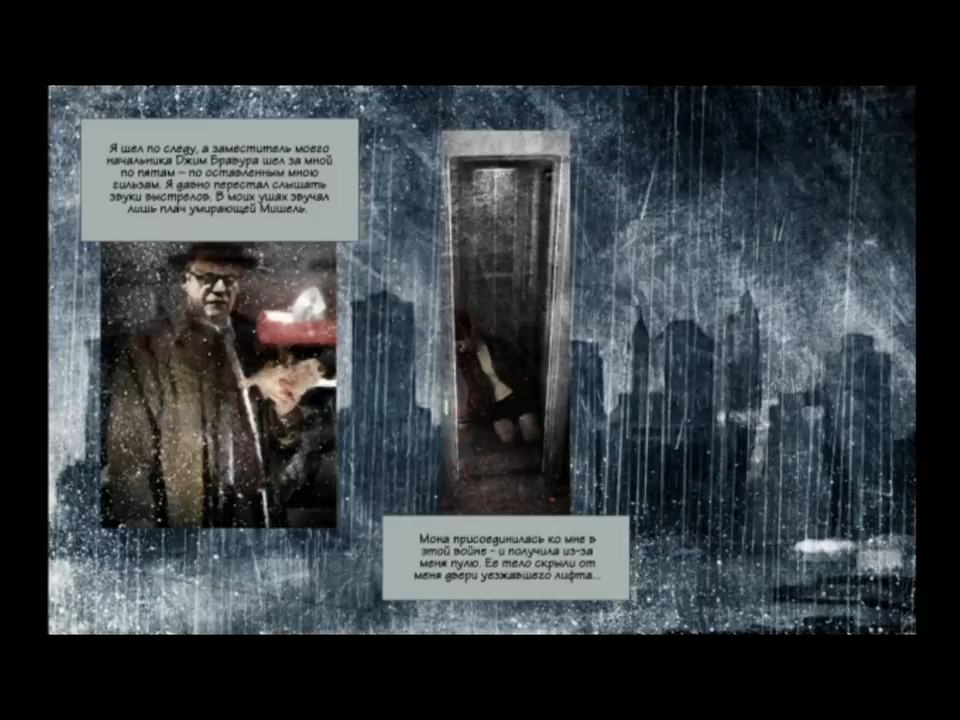 Я шел по следу, а заместитель моего
начальника Джим Бравура шел за мной
по пятам – по оставленным мною
гильзам. Я давно перестал слышать
звуки выстрелов. В моих ушах звучал
лишь плач умирающей Мишель.
Мона присоединилась ко мне в
этой войне - и получила из-за
меня пулю. Ее тело скрыли от
меня двери уезжавшего лифта...